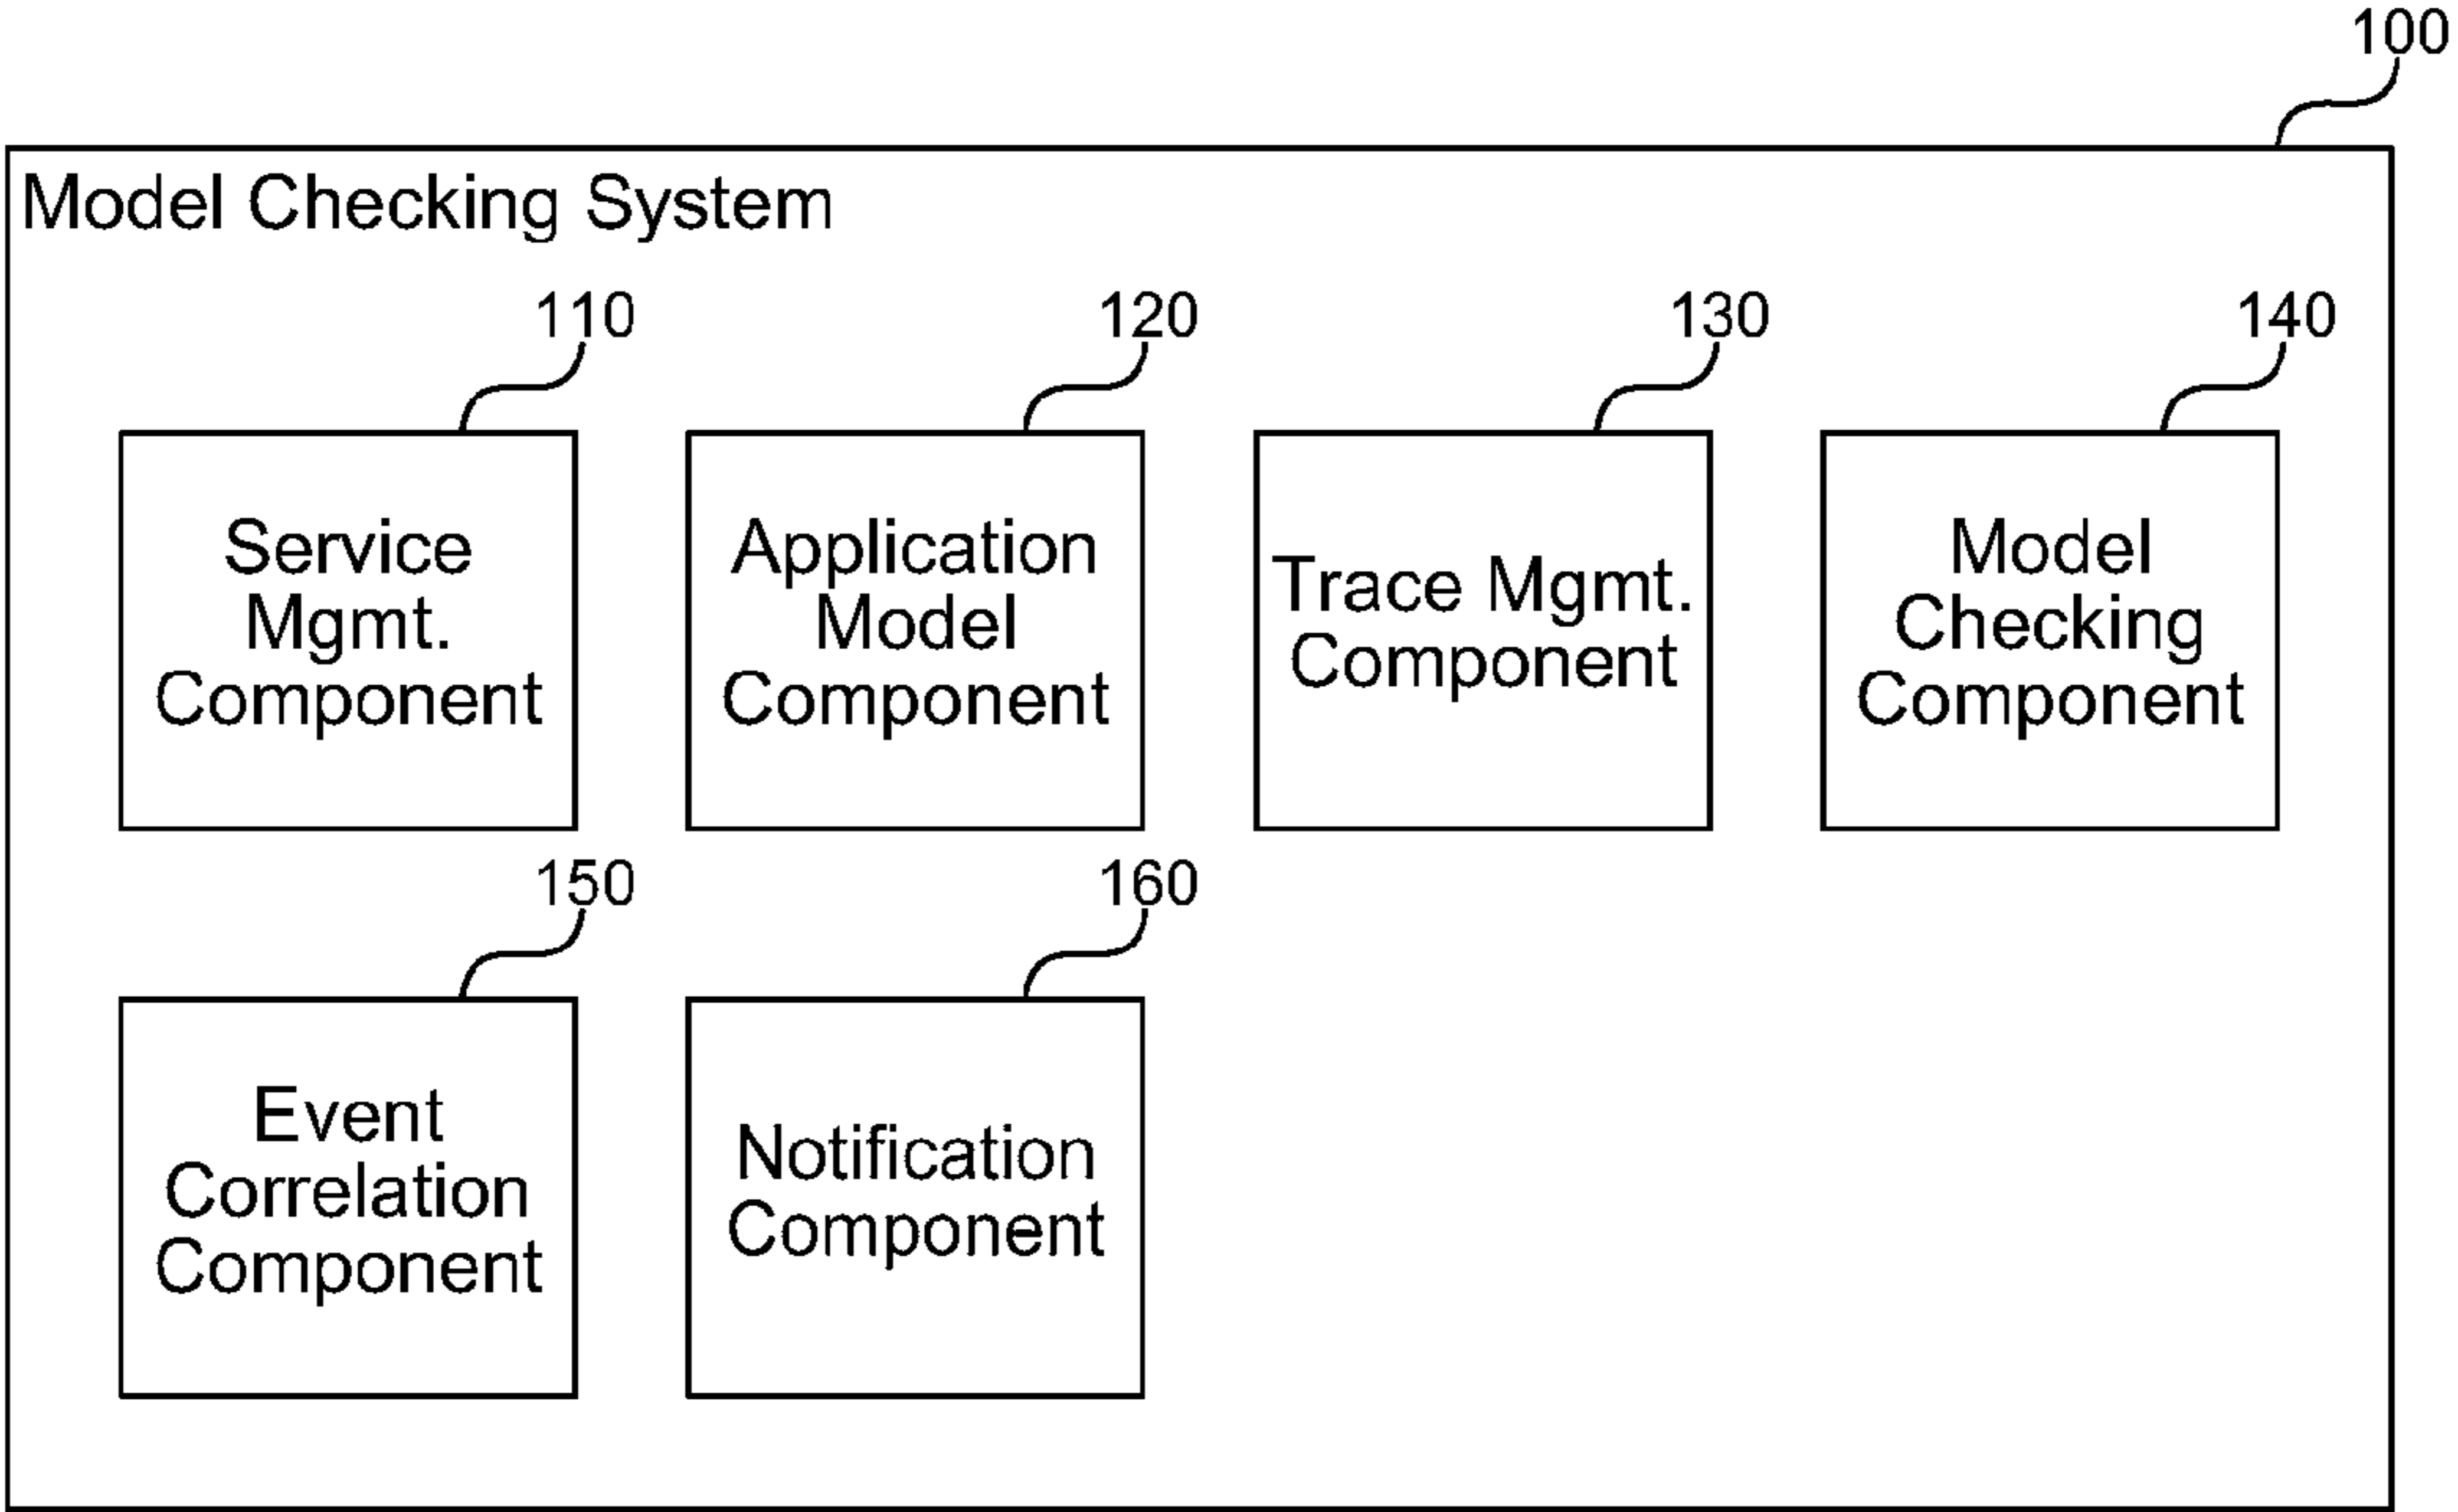 100
Model Checking System
110
120
130
140
Service
Mgmt.
Component
Application
Model
Component
Trace Mgmt.
Component
Model
Checking
Component
150
160
Event
Correlation
Component
Notification
Component